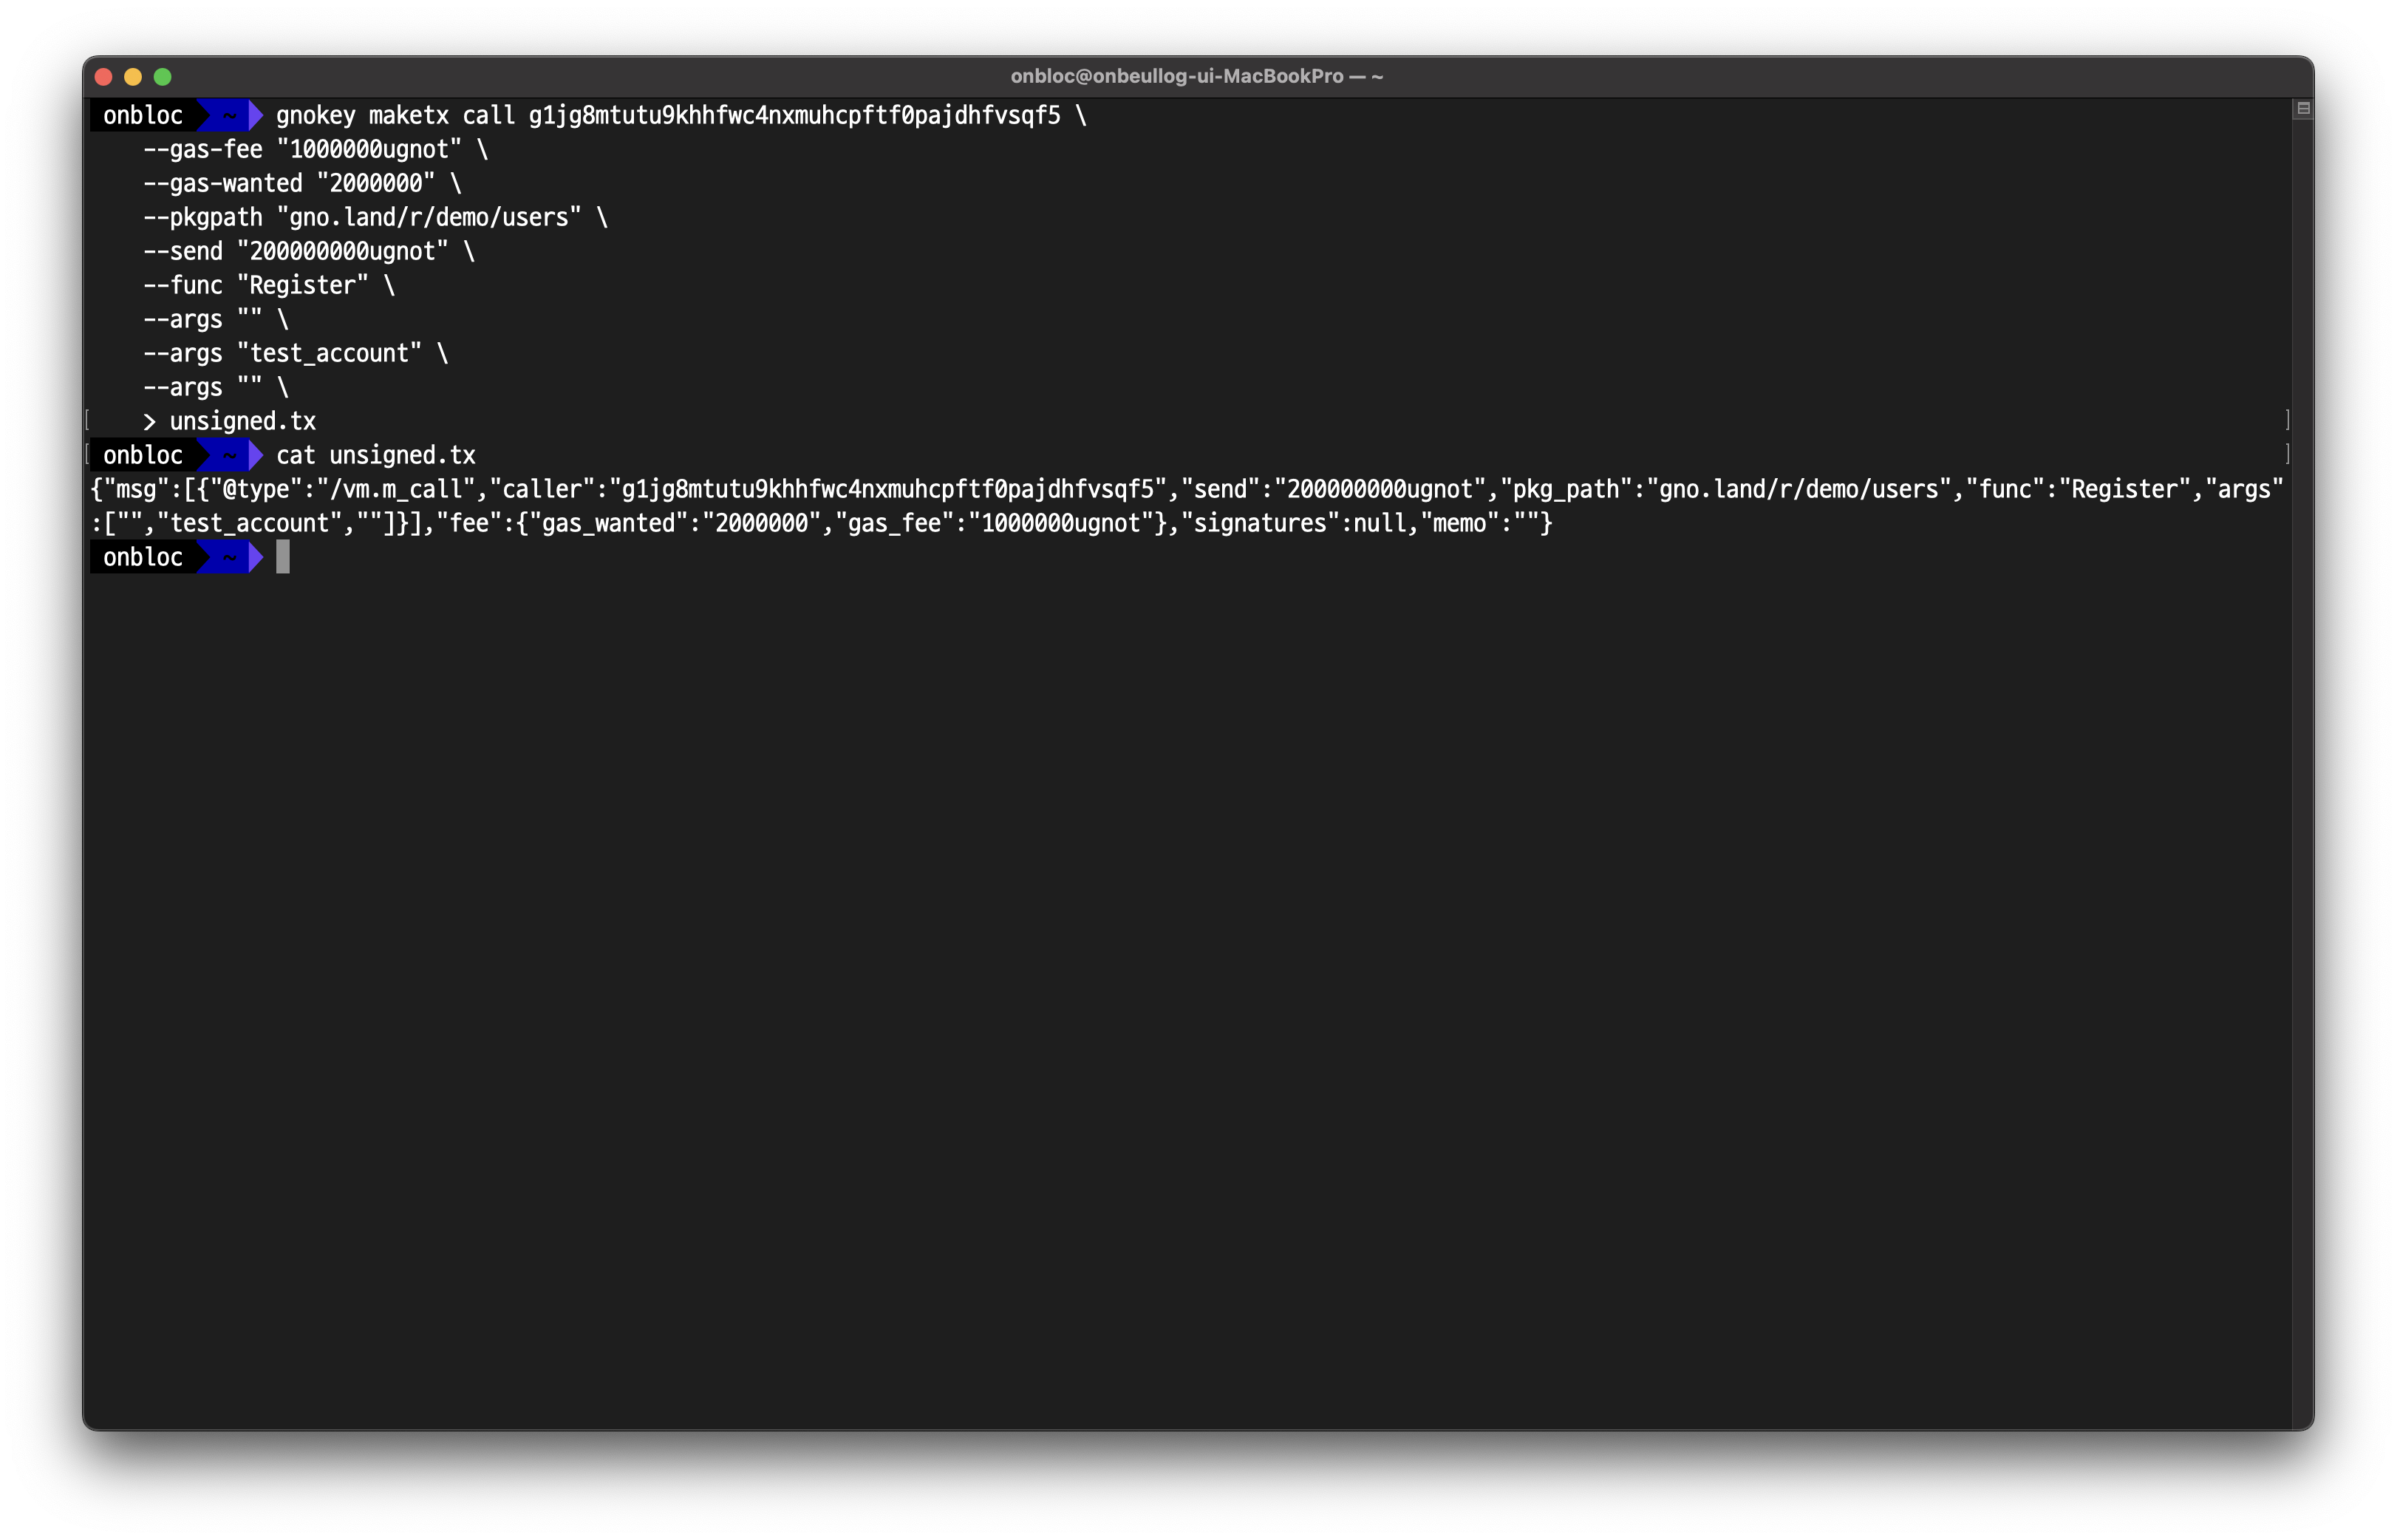 onbloc@onbeullog-ui-MacBookPro — ~
onbloc ~ gnokey maketx call g1jg8mtutu9khhfwc4nxmuhcpftf0pajdhfvsqf5 \
--gas-fee "1000000ugnot" \
--gas-wanted "2000000" \
--pkgpath "gno.land/r/demo/users" \
--send "200000000ugnot" \
--func "Register" \
--args "" \
--args "test_account" \
--args "" \
> unsigned.tx
onbloc ~ cat unsigned.tx
{"msg":[{"@type":"/vm.m_call","caller":"g1jg8mtutu9khhfwc4nxmuhcpftf0pajdhfvsqf5","send":"200000000ugnot","pkg_path":"gno.land/r/demo/users","func":"Register","args"
:["","test_account",""]}],"fee":{"gas_wanted":"2000000","gas_fee":"1000000ugnot"},"signatures":null,"memo":""}
onbloc ~